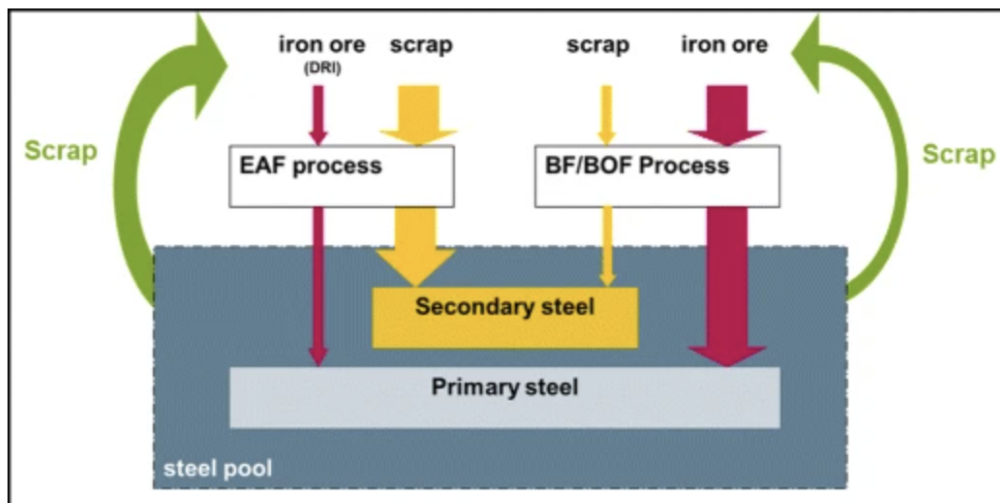 iron ore scrap scrap iron ore
(DRI)
Scrap
Scrap
EAF process
BF/BOF Process
Secondary steel
Primary steel
steel pool